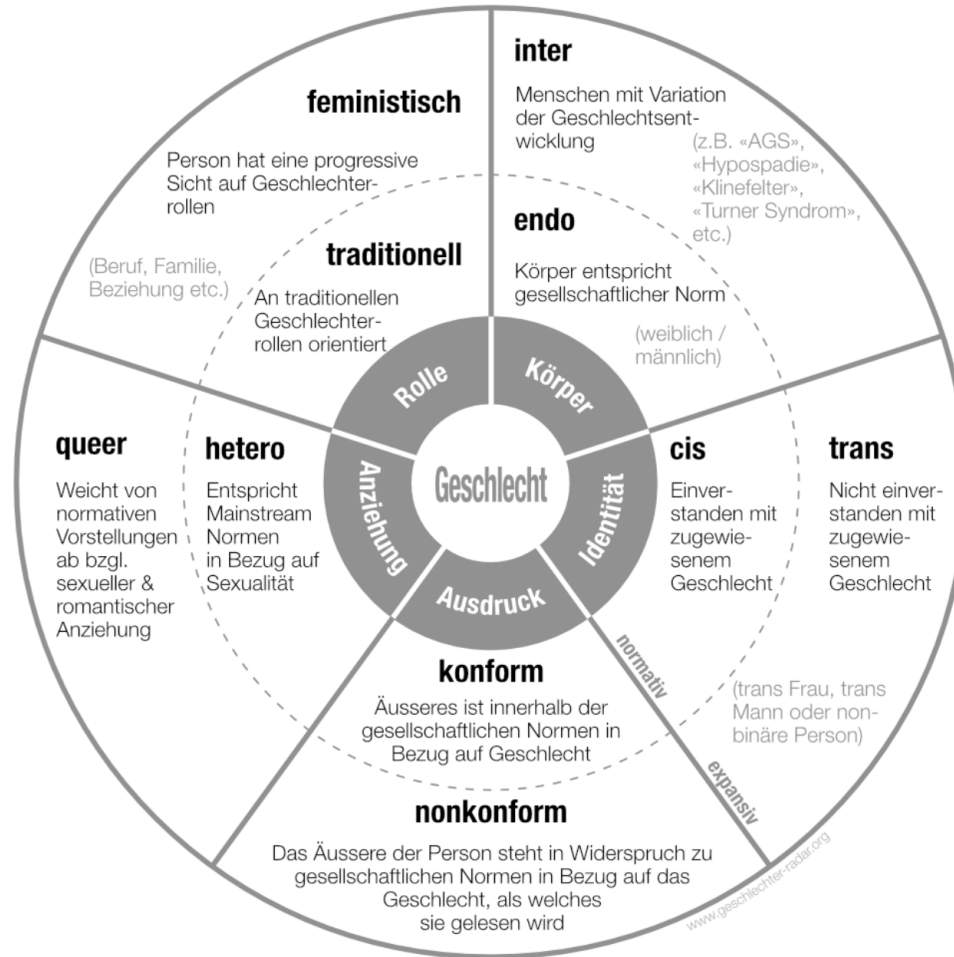 inter
Menschen mit Variation
der Geschlechtsent-
wicklung
(z.B. «AGS»,
«Hypospadie»,
«Klinefelter»,
«Turner Syndrom»,
etc.)
endo
Körper entspricht
gesellschaftlicher Norm
(weiblich /
männlich)
Körper
feministisch
Person hat eine progressive
Sicht auf Geschlechter-
rollen
(Beruf, Familie,
Beziehung etc.)
traditionell
An traditionellen
Geschlechter-
rollen orientiert
Rolle
queer
Weicht von
normativen
Vorstellungen
ab bzgl.
sexueller &
romantischer
Anziehung
hetero
Entspricht
Mainstream
Normen
in Bezug auf
Sexualität
Anziehung
Geschlecht
Identität
cis
Einver-
standen mit
zugewie-
senem
Geschlecht
trans
Nicht einver-
standen mit
zugewie-
senem
Geschlecht
(trans Frau, trans
Mann oder non-
binäre Person)
Ausdruck
konform
Äusseres ist innerhalb der
gesellschaftlichen Normen in
Bezug auf Geschlecht
nonkonform
Das Äussere der Person steht in Widerspruch zu
gesellschaftlichen Normen in Bezug auf das
Geschlecht, als welches
sie gelesen wird
normativ
expansiv
www.geschlechter-radar.org